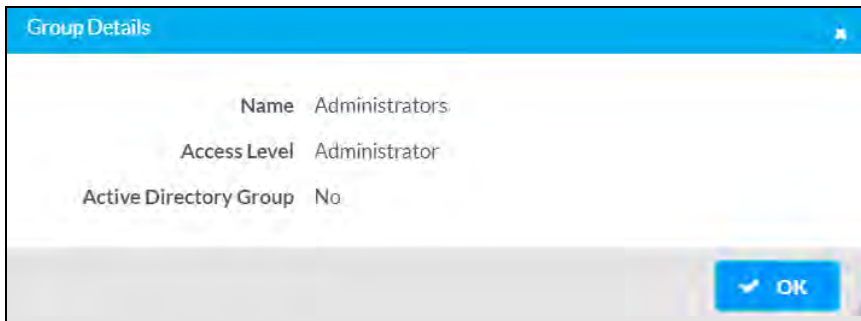 Group Details
Name Administrators
Access Level Administrator
Active Directory Group No
OK